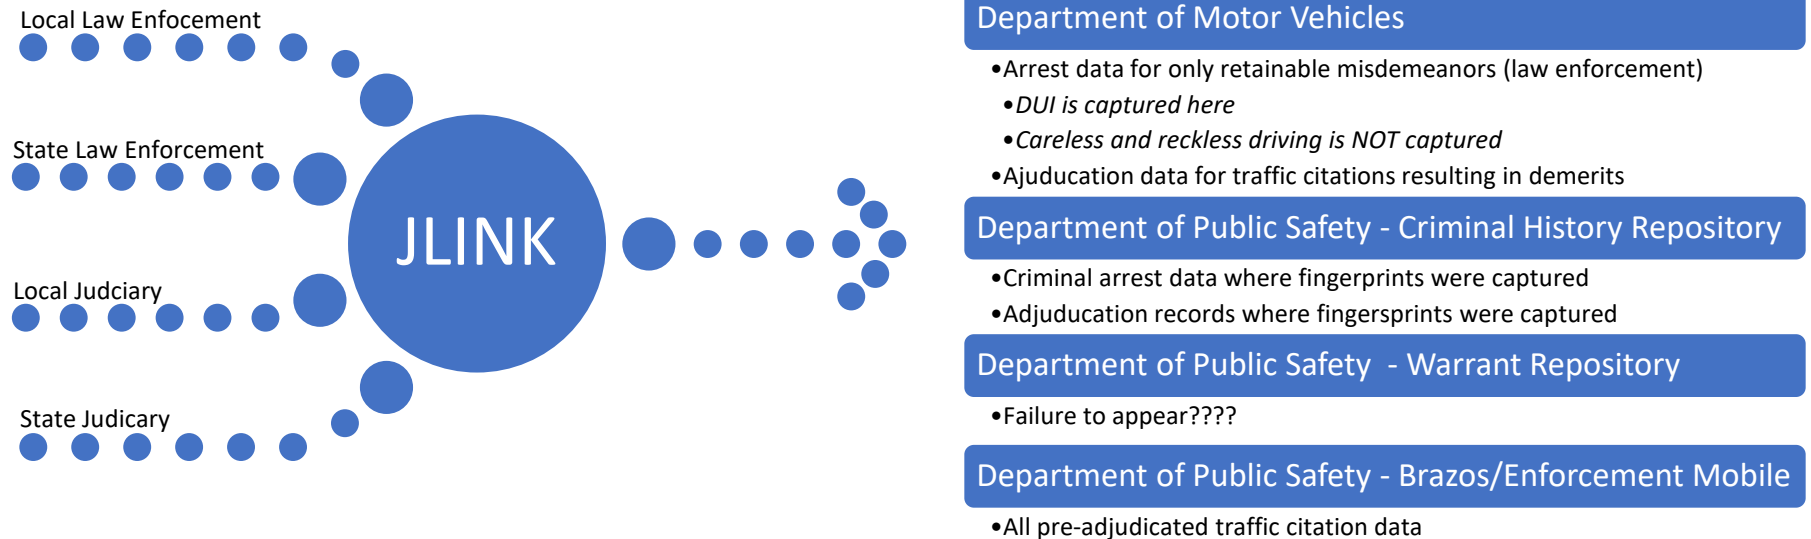 Local Law Enfocement
State Law Enforcement
Local Judciary
State Judicary
JLINK
Department of Motor Vehicles
•Arrest data for only retainable misdemeanors (law enforcement)
•DUI is captured here
•Careless and reckless driving is NOT captured
•Ajuducation data for traffic citations resulting in demerits
Department of Public Safety - Criminal History Repository
•Criminal arrest data where fingerprints were captured
•Adjuducation records where fingersprints were captured
Department of Public Safety  - Warrant Repository
•Failure to appear????
Department of Public Safety - Brazos/Enforcement Mobile
•All pre-adjudicated traffic citation data